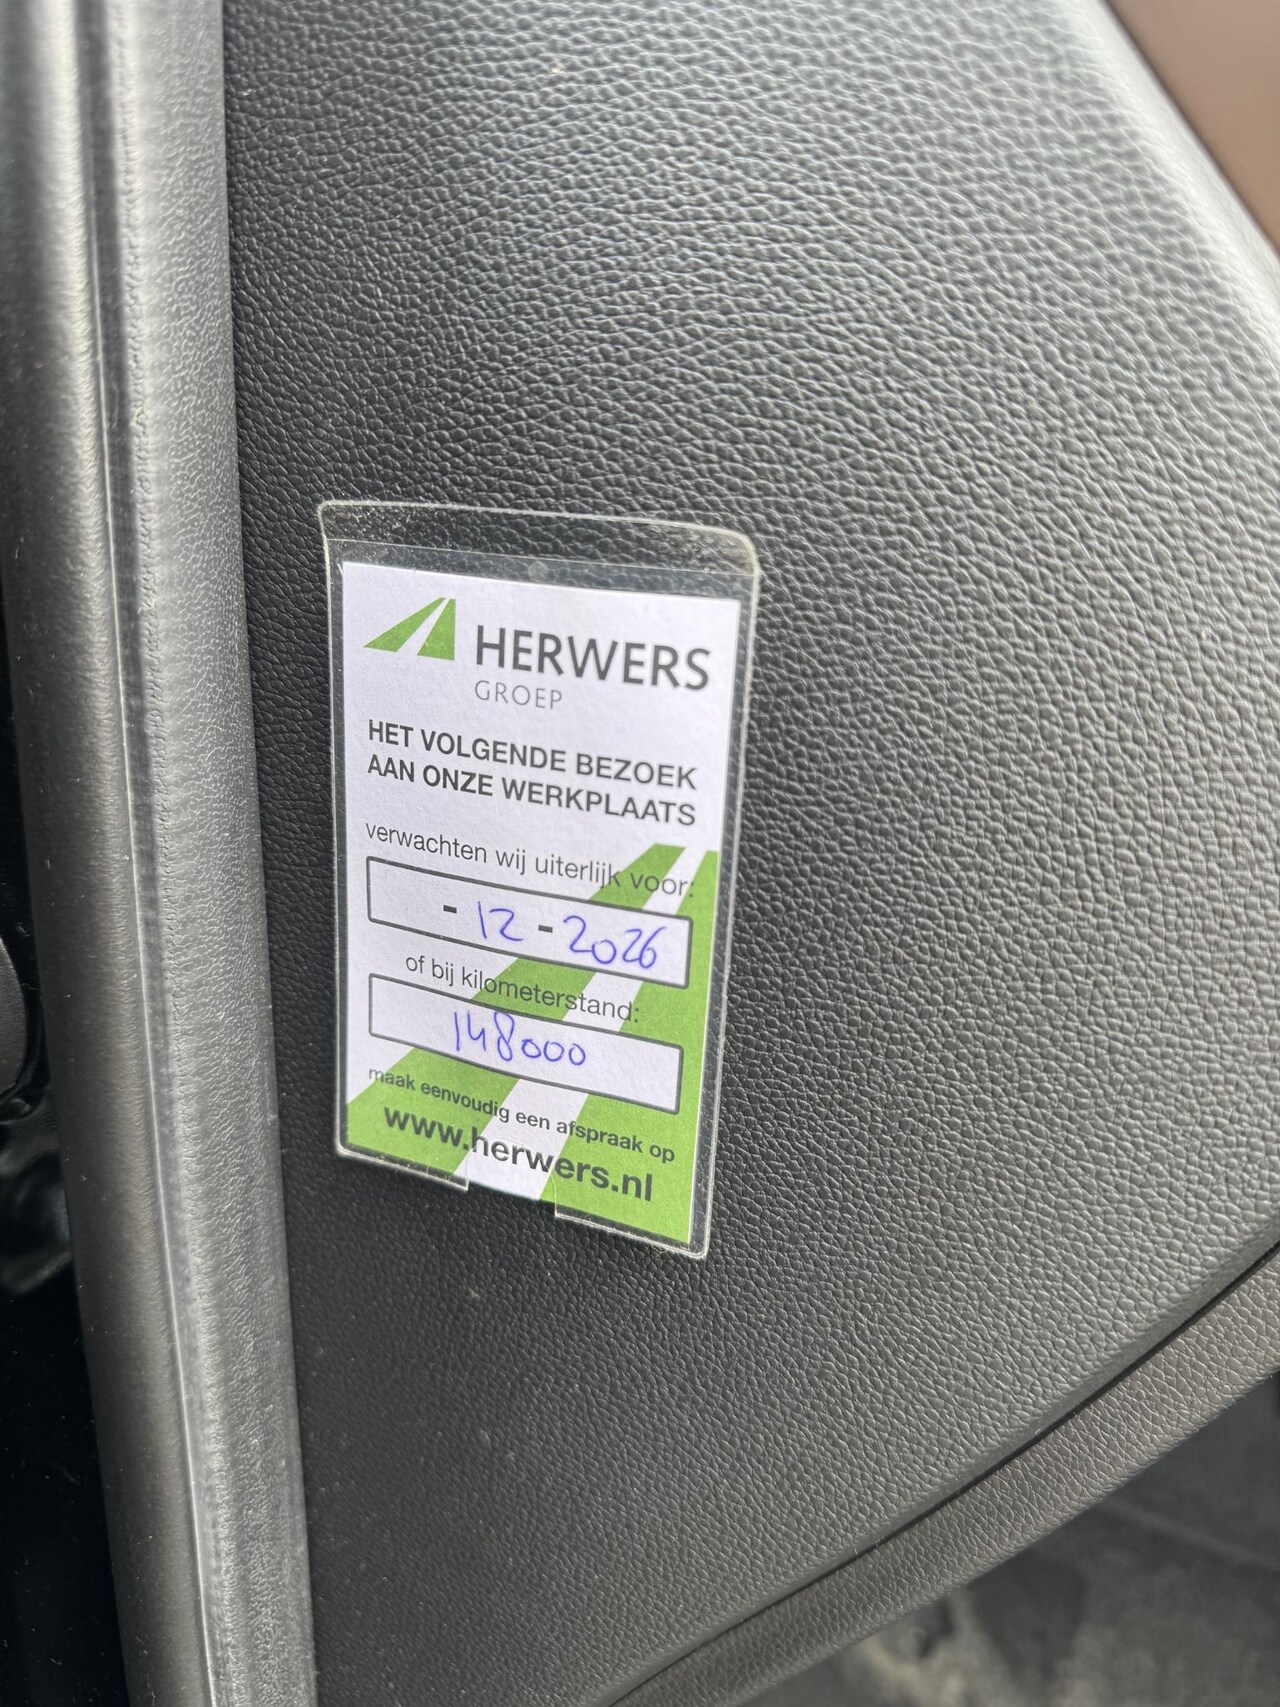 HERWERS
GROEP
HET VOLGENDE BEZOEK
AAN ONZE WERKPLAATS
verwachten wij uiterlijk voor:
- 12 - 2026
of bij kilometerstand:
148000
maak eenvoudig een afspraak op
www.herwers.nl